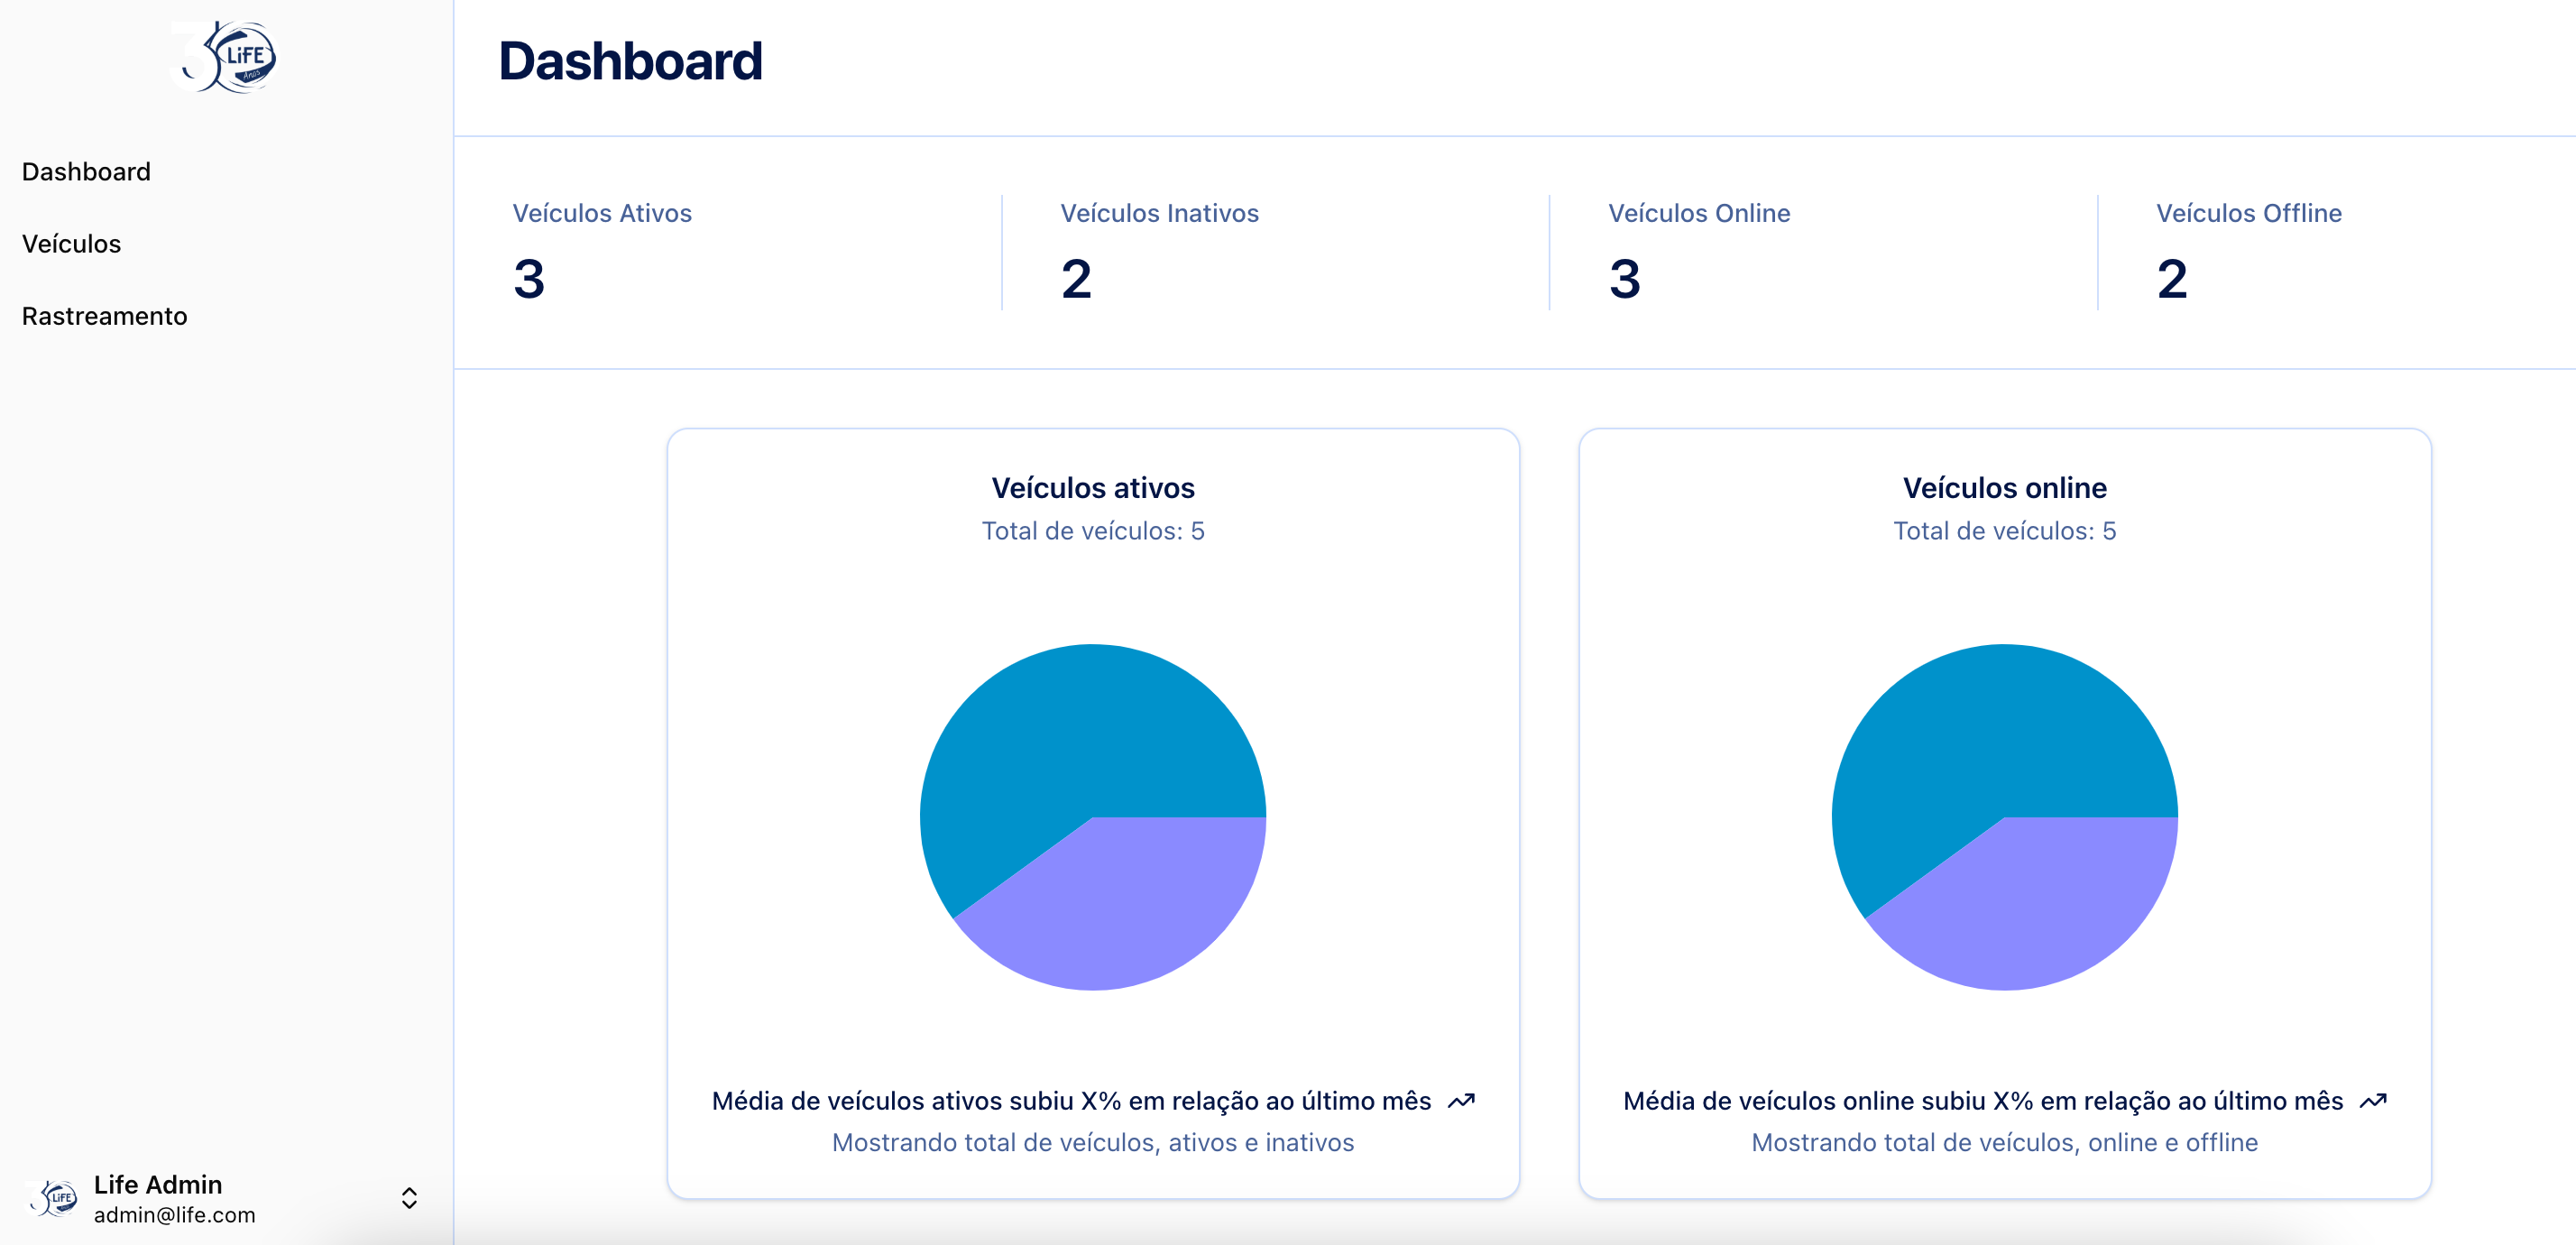 30 LiFE
Anos
Dashboard
Veículos
Rastreamento
LiFE
Life Admin
admin@life.com
Dashboard
Veículos Ativos
3
Veículos Inativos
2
Veículos Online
3
Veículos Offline
2
Veículos ativos
Total de veículos: 5
Média de veículos ativos subiu X% em relação ao último mês
Mostrando total de veículos, ativos e inativos
Veículos online
Total de veículos: 5
Média de veículos online subiu X% em relação ao último mês
Mostrando total de veículos, online e offline